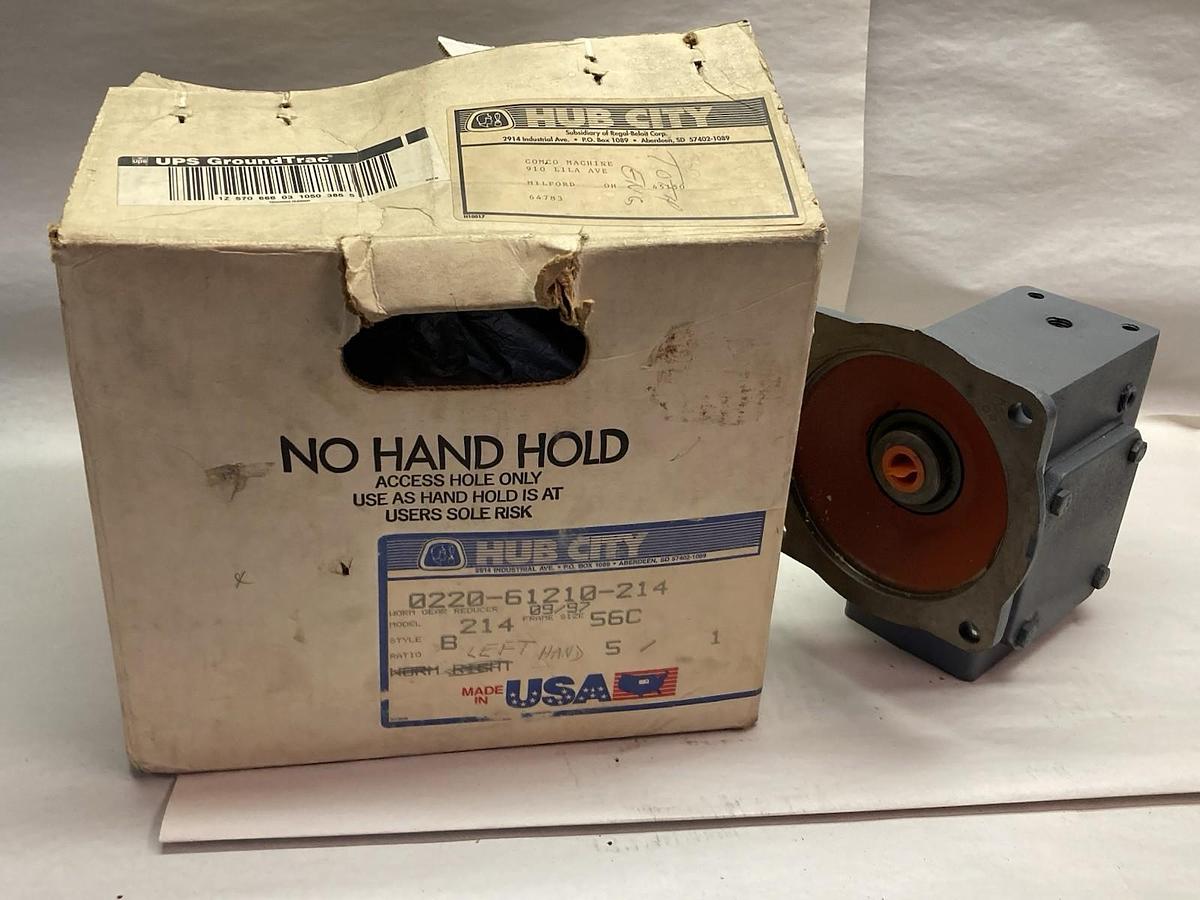 HUB CITY
Subsidiary of Regal-Beloit Corp.
2914 Industrial Ave. • P.O. Box 1089 • Aberdeen, SD 57402-1089
ups UPS GroundTrac
COMCO MACHINE
910 LILA AVE
MILFORD OH 45150
64783
12 570 668 03 1050 385 5
H10017
NO HAND HOLD
ACCESS HOLE ONLY
USE AS HAND HOLD IS AT
USERS SOLE RISK
HUB CITY
2914 INDUSTRIAL AVE. • P.O. BOX 1089 • ABERDEEN, SD 57402-1089
0220-61210-214
WORM GEAR REDUCER 09/97
MODEL 214 FRAME SIZE 56C
STYLE B LEFT HAND
RATIO 5 / 1
WORM RIGHT
MADE IN USA